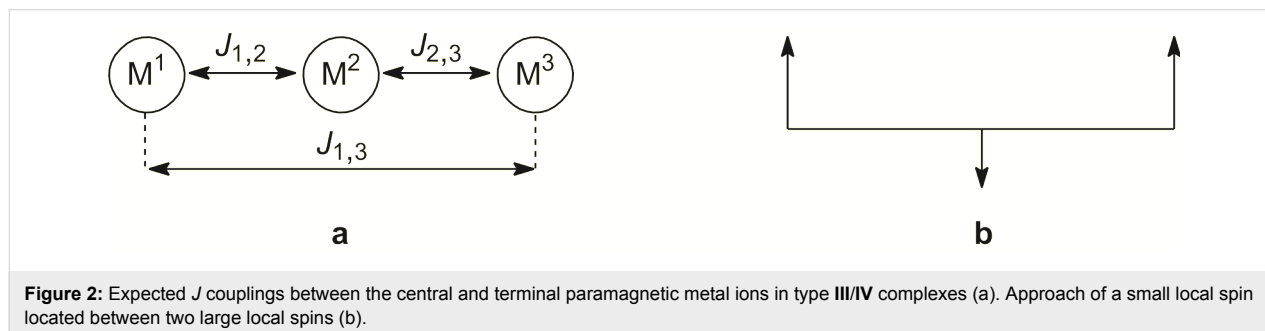 J1,2 J2,3
M1 M2 M3
J1,3
a b
Figure 2: Expected J couplings between the central and terminal paramagnetic metal ions in type III/IV complexes (a). Approach of a small local spin
located between two large local spins (b).